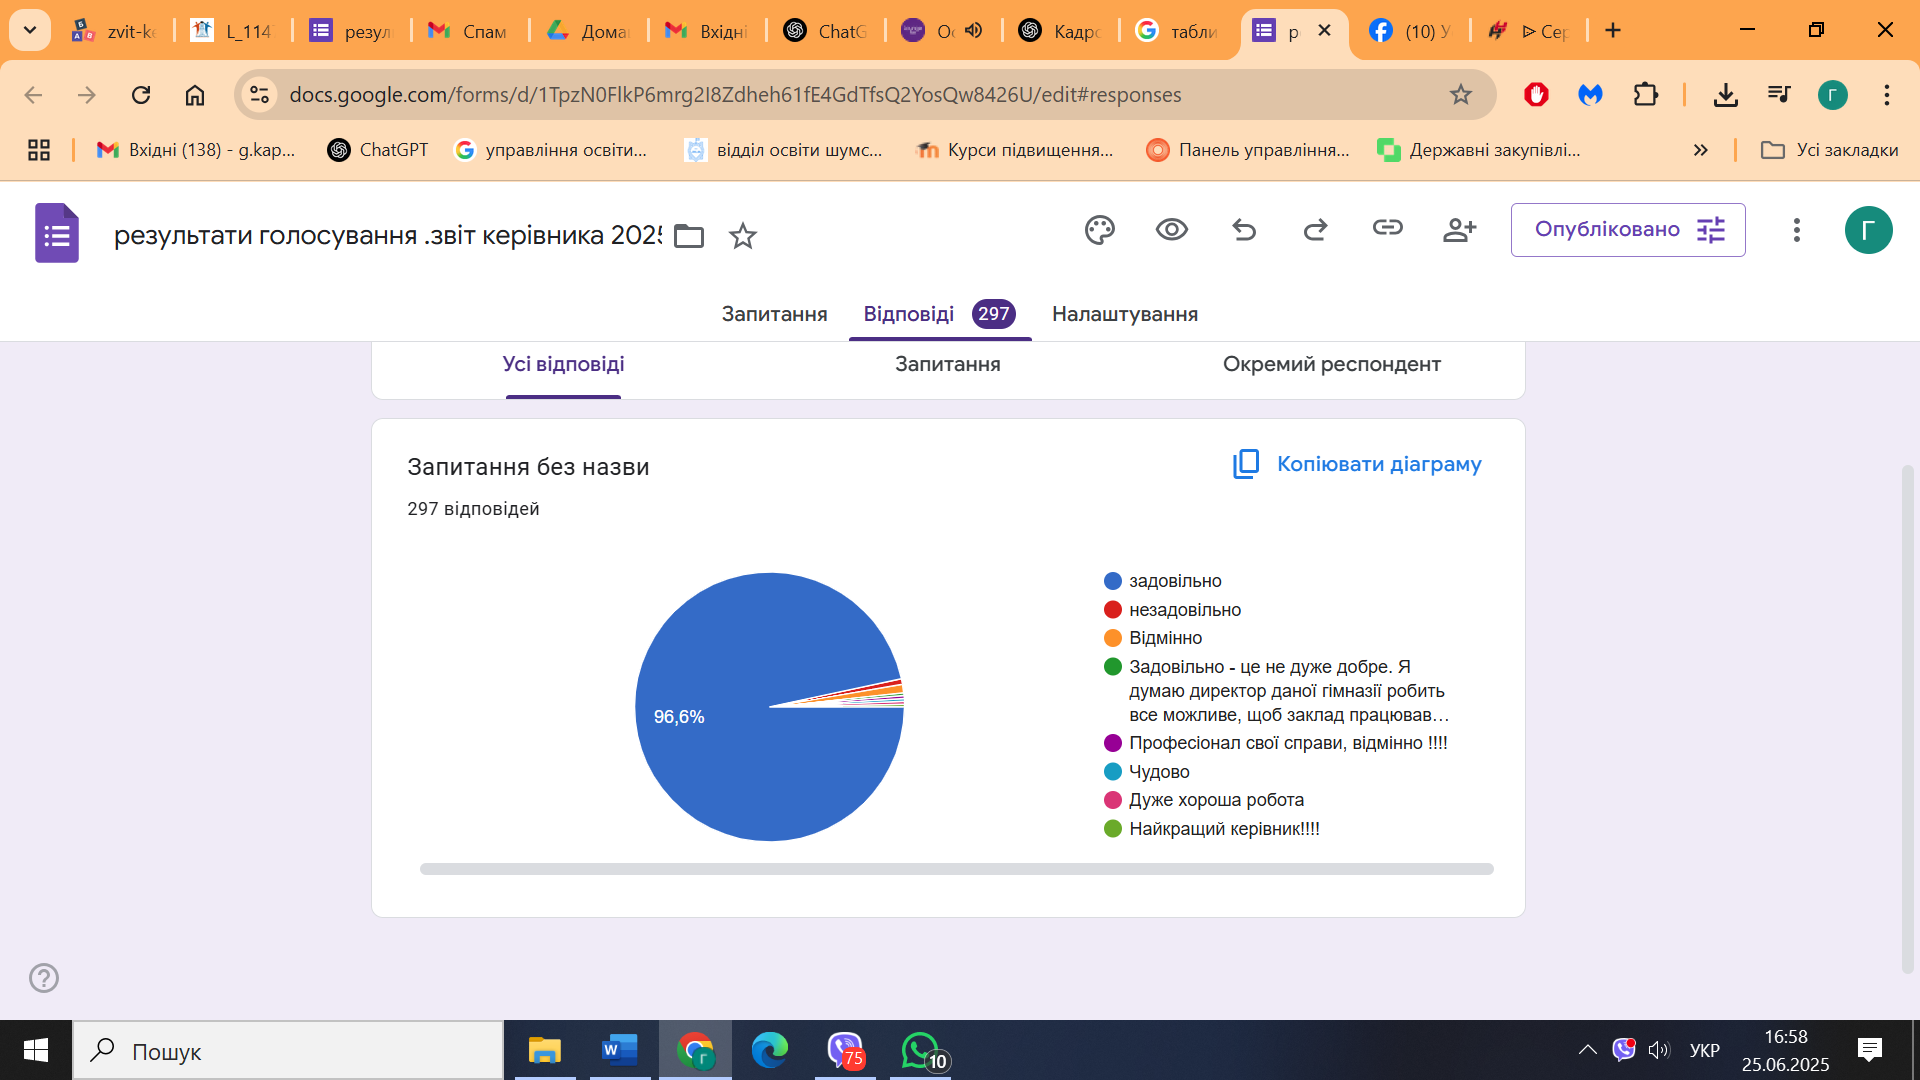 zvit-ke
L_114
резул
Спам
Дома
Вхідні
ChatG
Ос
Кадро
табли
р
(10) У
ᐅ Сер
docs.google.com/forms/d/1TpzN0FlkP6mrg2I8Zdheh61fE4GdTfsQ2YosQw8426U/edit#responses
Г
Вхідні (138) - g.kap...
ChatGPT
управління освіти...
відділ освіти шумс...
Курси підвищення...
Панель управління...
Державні закупівлі...
Усі закладки
результати голосування .звіт керівника 2025
Опубліковано
Г
Запитання
Відповіді 297
Налаштування
Усі відповіді
Запитання
Окремий респондент
Запитання без назви
Копіювати діаграму
297 відповідей
96,6%
задовільно
незадовільно
Відмінно
Задовільно - це не дуже добре. Я
думаю директор даної гімназії робить
все можливе, щоб заклад працював…
Професіонал свої справи, відмінно !!!!
Чудово
Дуже хороша робота
Найкращий керівник!!!!
Пошук
75
10
УКР
16:58
25.06.2025